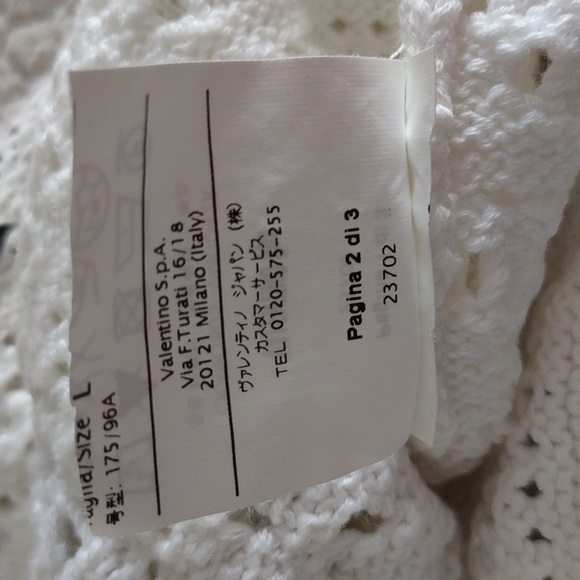 Taglia/Size L
号型: 175/96A
Valentino S.p.A.
Via F.Turati 16/18
20121 Milano (Italy)
ヴァレンティノ ジャパン (株)
カスタマーサービス
TEL 0120-575-255
Pagina 2 di 3
23702